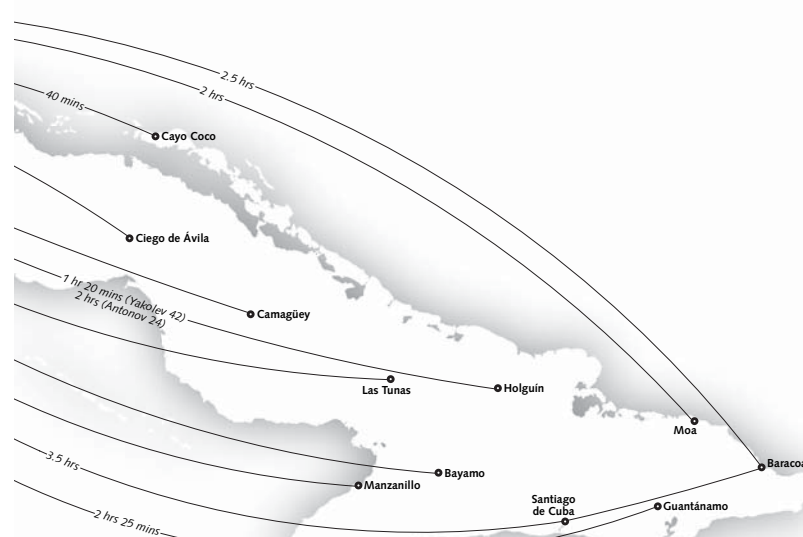 2.5 hrs
2 hrs
40 mins
Cayo Coco
Ciego de Ávila
1 hr 20 mins (Yakolev 42)
2 hrs (Antonov 24)
Camagüey
Las Tunas
Holguín
Moa
Baracoa
Bayamo
Manzanillo
3.5 hrs
Santiago
de Cuba
Guantánamo
2 hrs 25 mins